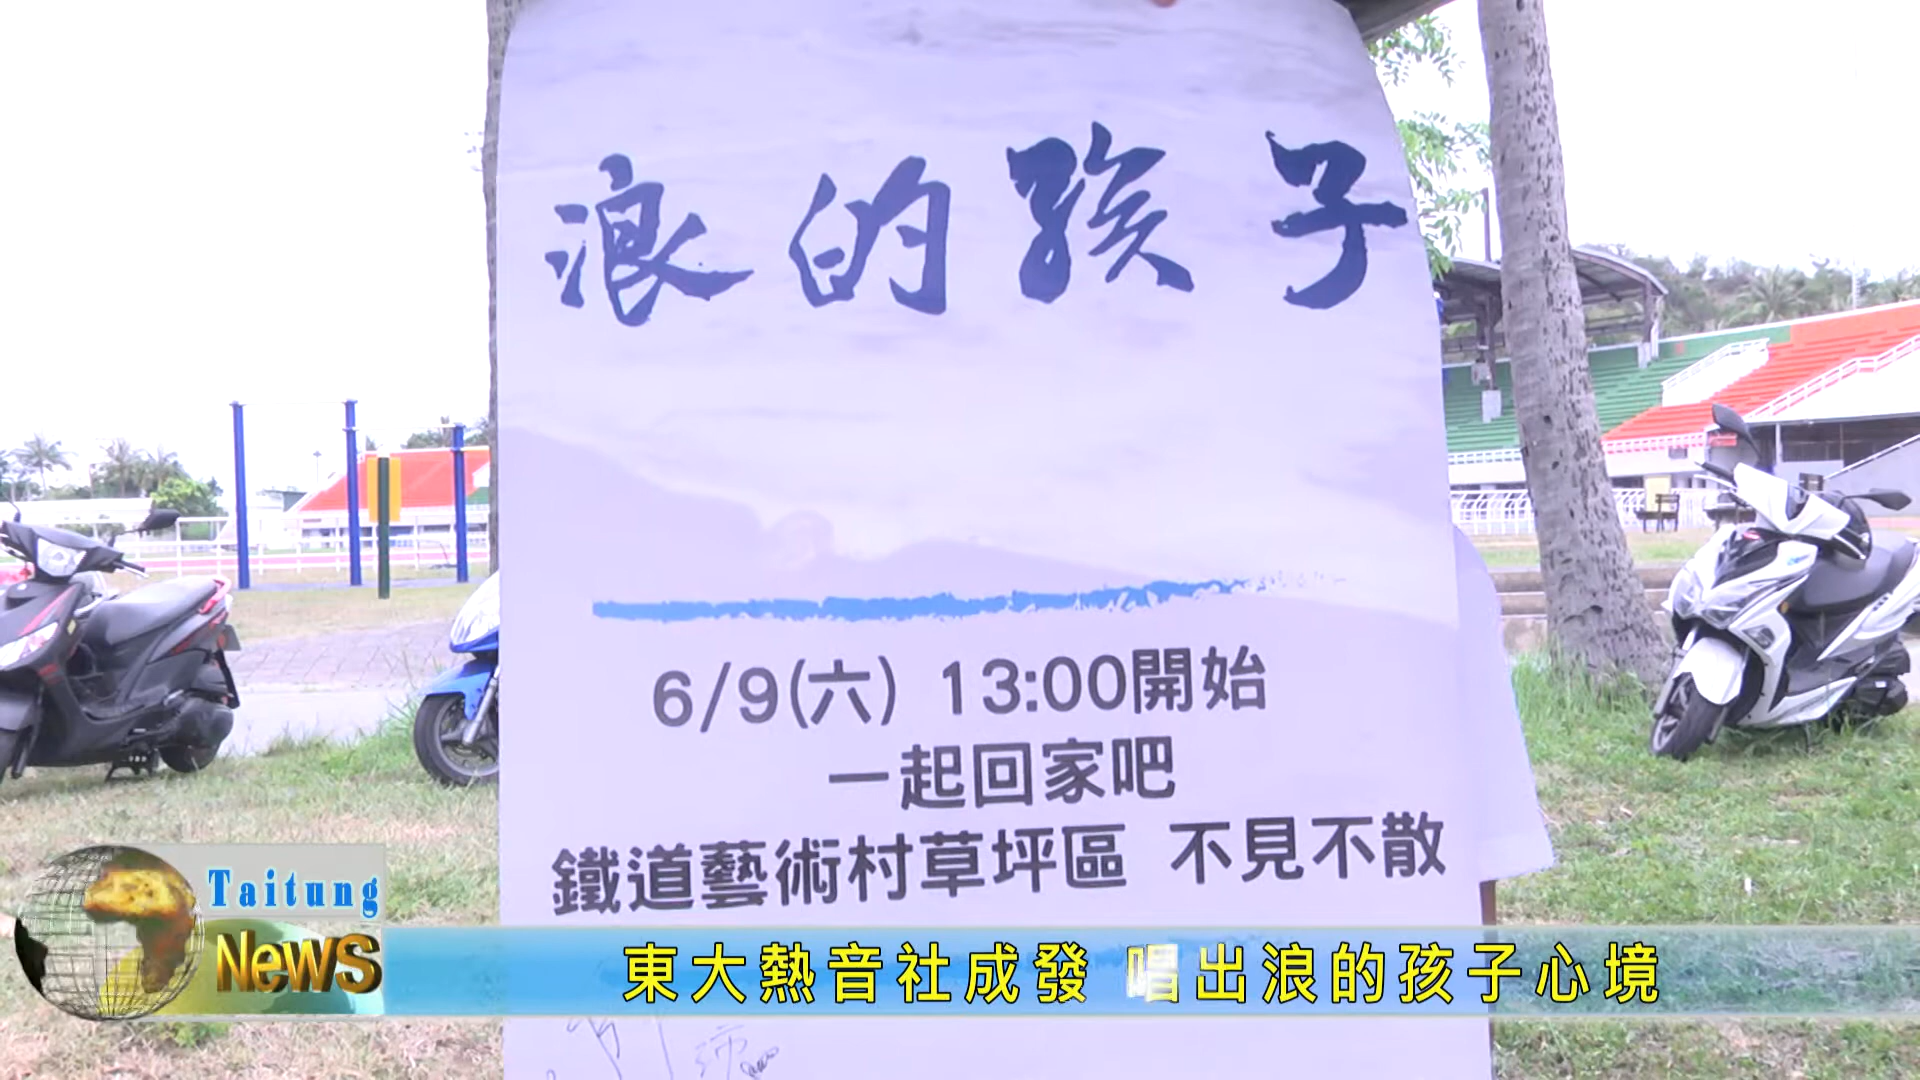 浪的孩子
6/9(六) 13:00開始
一起回家吧
鐵道藝術村草坪區 不見不散
Taitung
News
東大熱音社成發 唱出浪的孩子心境